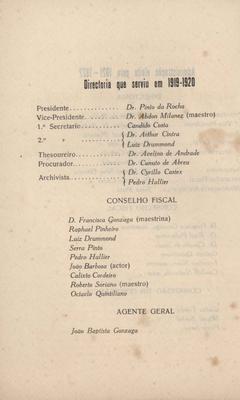 Directoria que serviu em 1919-1920
Presidente............... Dr. Pinto da Rocha
Vice-Presidente........... Dr. Abdon Milanez (maestro)
1.º Secretario............ Candido Costa
2.º » ............ { Dr. Arthur Cintra
{ Luiz Drummond
Thesoureiro............... Dr. Avelino de Andrade
Procurador............... Dr. Cunato de Abreu
Archivista............... { Dr. Cyrillo Castex
{ Pedro Hallier
CONSELHO FISCAL
D. Francisca Gonzaga (maestrina)
Raphael Pinheiro
Luiz Drummond
Serra Pinto
Pedro Hallier
João Barbosa (actor)
Calixto Cordeiro
Roberto Soriano (maestro)
Octavio Quintiliano
AGENTE GERAL
João Baptista Gonzaga